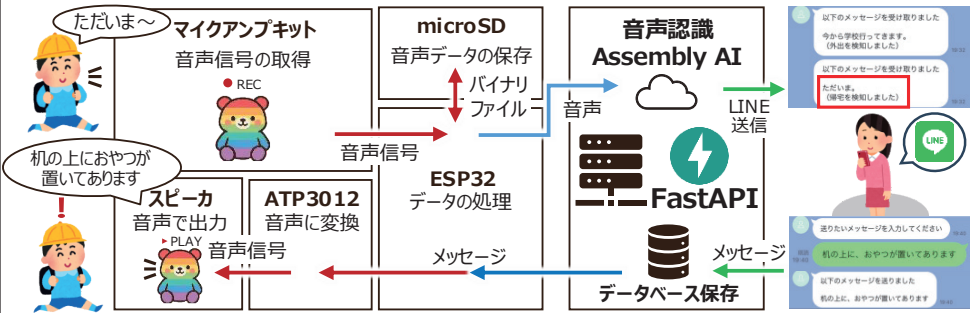 ただいま～
マイクアンプキット
音声信号の取得
REC
microSD
音声データの保存
バイナリ
ファイル
音声認識
Assembly AI
音声
LINE
送信
以下のメッセージを受け取りました
今から学校行ってきます。
（外出を検知しました）
以下のメッセージを受け取りました
ただいま。
（帰宅を検知しました）
音声信号
机の上におやつが
置いてあります
LINE
スピーカ
音声で出力
PLAY
音声信号
ATP3012
音声に変換
ESP32
データの処理
FastAPI
メッセージ
メッセージ
データベース保存
送りたいメッセージを入力してください
机の上に、おやつが置いてあります
以下のメッセージを送りました
机の上に、おやつが置いてあります